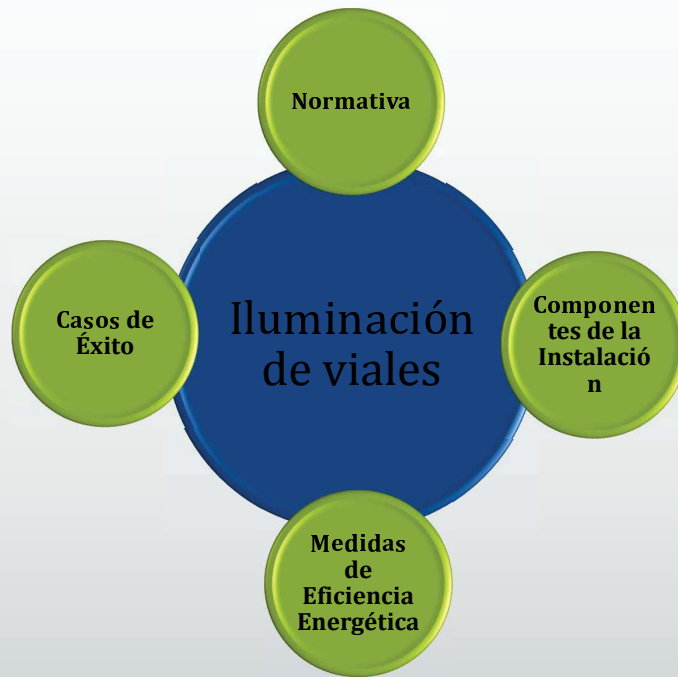 Normativa
Casos de
Éxito
Iluminación
de viales
Componen
tes de la
Instalació
n
Medidas
de
Eficiencia
Energética